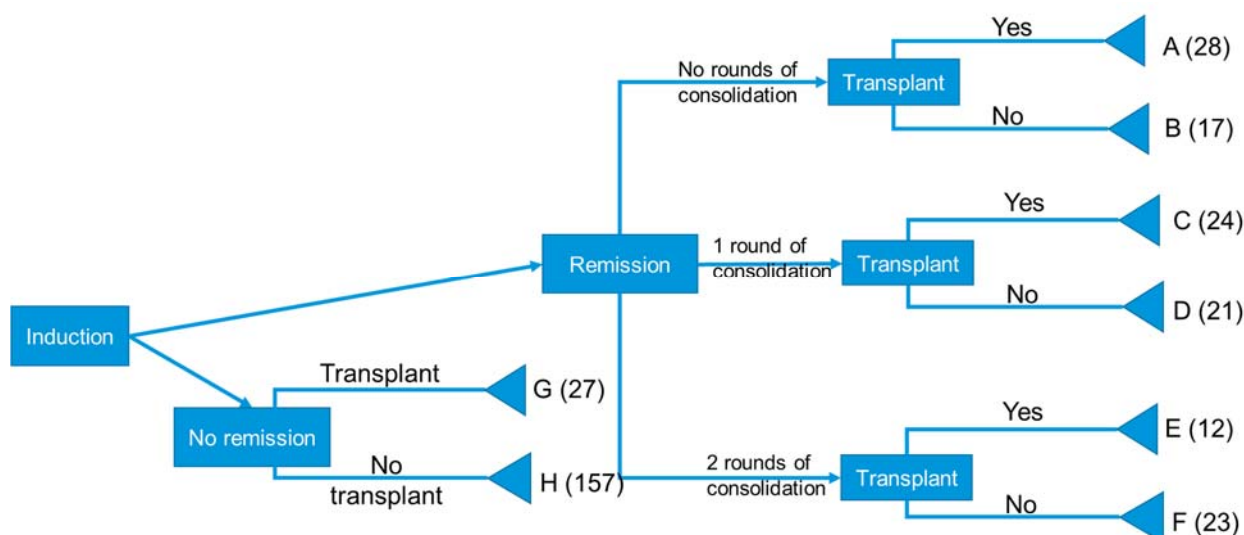 Yes
A (28)
No rounds of
consolidation
Transplant
No
B (17)
Yes
C (24)
1 round of
consolidation
Remission
Transplant
No
D (21)
Induction
Transplant
G (27)
No remission
No
transplant
H (157)
Yes
E (12)
2 rounds of
consolidation
Transplant
No
F (23)